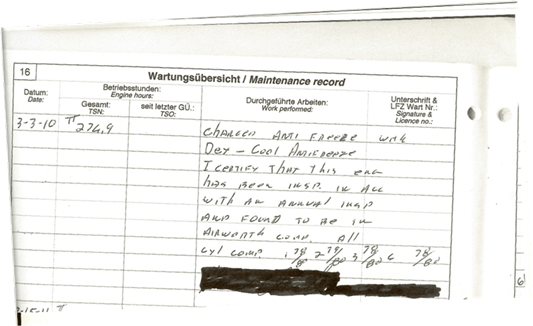 16
Wartungsübersicht / Maintenance record
Datum:
Date:
Betriebsstunden:
Engine hours:
Gesamt:
TSN:
seit letzter GÜ.:
TSO:
Durchgeführte Arbeiten:
Work performed:
Unterschrift &
LFZ Wart Nr.:
Signature &
Licence no.:
3-3-10 TT 276.9 CHANGED ANTI FREEZE WITH
DEX-COOL ANTIFREEZE
I CERTIFY THAT THIS ENG
HAS BEEN INSP. IN ACC
WITH AN ANNUAL INSP
AND FOUND TO BE IN
AIRWORTH COND. All
CYL COMP 1 78/80 2 78/80 3 78/80 78/80
6